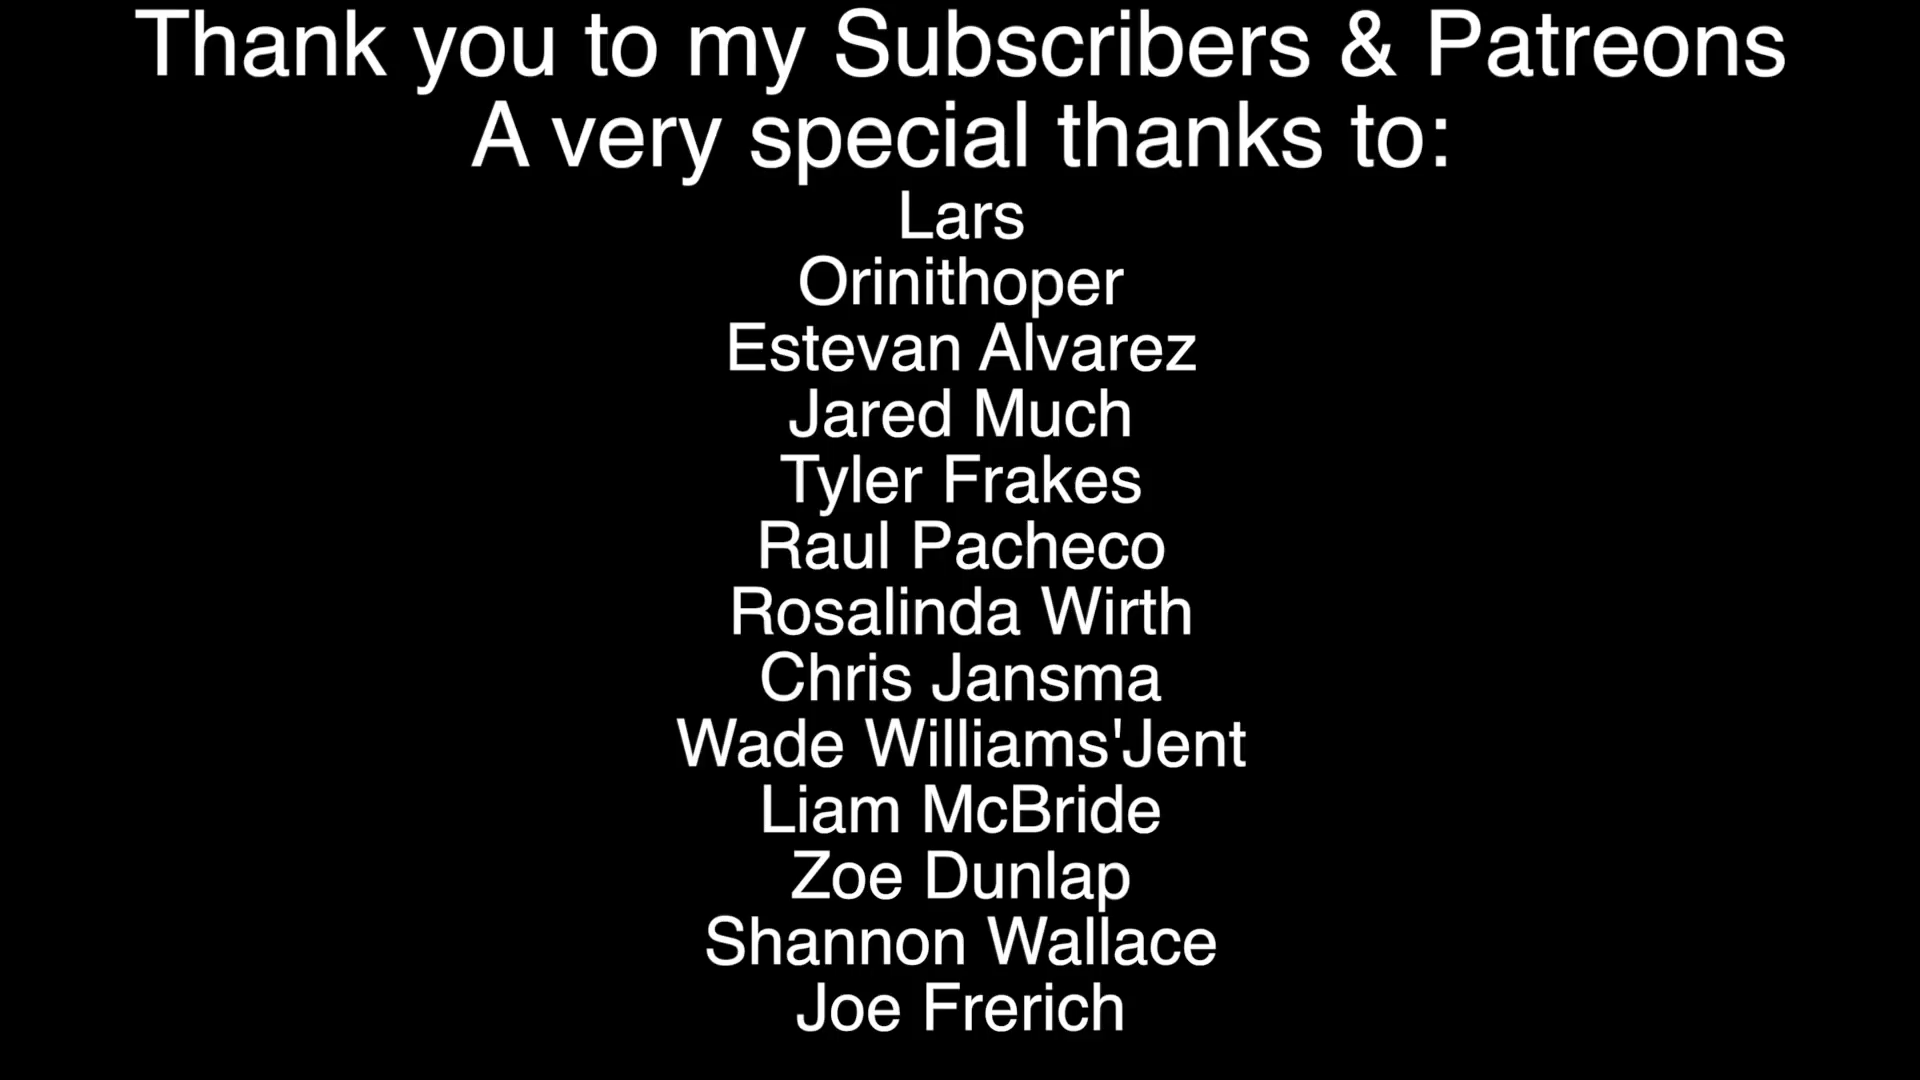 Thank you to my Subscribers & Patreons
A very special thanks to:
Lars
Orinithoper
Estevan Alvarez
Jared Much
Tyler Frakes
Raul Pacheco
Rosalinda Wirth
Chris Jansma
Wade Williams'Jent
Liam McBride
Zoe Dunlap
Shannon Wallace
Joe Frerich